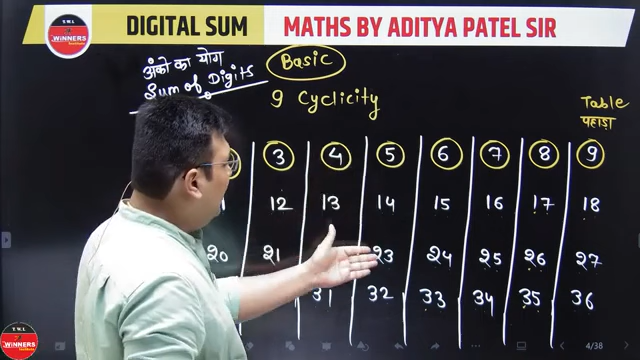 T.W.I.
WiNNERS
Institute
DIGITAL SUM
MATHS BY ADITYA PATEL SIR
अंको का योग
Sum of Digits
Basic
9 Cyclicity
Table
पहाड़ा
3 4 5 6 7 8 9
12 13 14 15 16 17 18
20 21 23 24 25 26 27
31 32 33 34 35 36
T.W.I.
WiNNERS
Institute
4/38